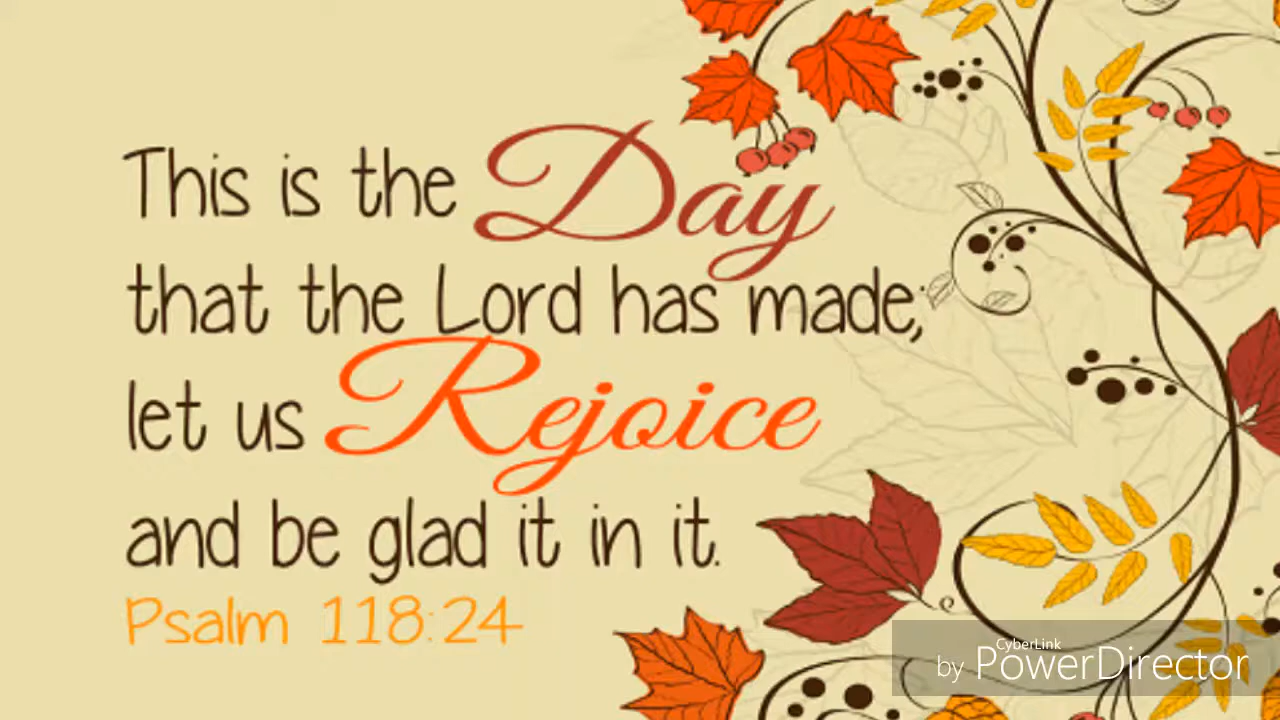 This is the Day
that the Lord has made;
let us Rejoice
and be glad it in it.
Psalm 118:24
CyberLink
by PowerDirector